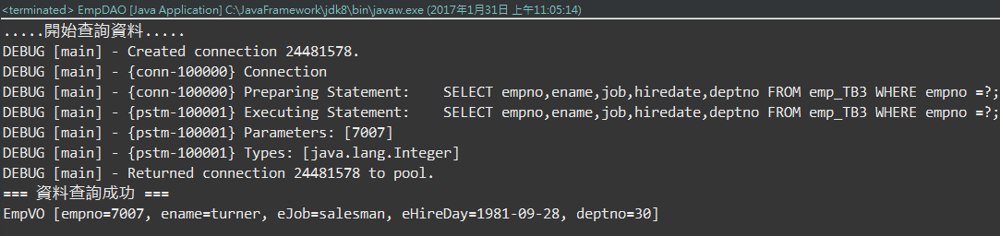 <terminated> EmpDAO [Java Application] C:\JavaFramework\jdk8\bin\javaw.exe (2017年1月31日 上午11:05:14)
.....開始查詢資料.....
DEBUG [main] - Created connection 24481578.
DEBUG [main] - {conn-100000} Connection
DEBUG [main] - {conn-100000} Preparing Statement:    SELECT empno,ename,job,hiredate,deptno FROM emp_TB3 WHERE empno =?;
DEBUG [main] - {pstm-100001} Executing Statement:    SELECT empno,ename,job,hiredate,deptno FROM emp_TB3 WHERE empno =?;
DEBUG [main] - {pstm-100001} Parameters: [7007]
DEBUG [main] - {pstm-100001} Types: [java.lang.Integer]
DEBUG [main] - Returned connection 24481578 to pool.
=== 資料查詢成功 ===
EmpVO [empno=7007, ename=turner, eJob=salesman, eHireDay=1981-09-28, deptno=30]